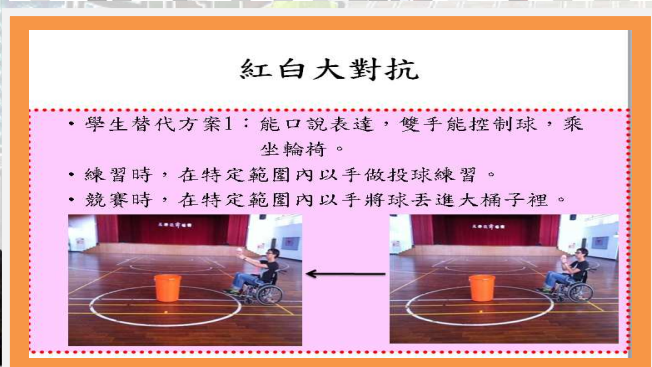 紅白大對抗
•學生替代方案1：能口說表達，雙手能控制球，乘
坐輪椅。
•練習時，在特定範圍內以手做投球練習。
•競賽時，在特定範圍內以手將球丟進大桶子裡。